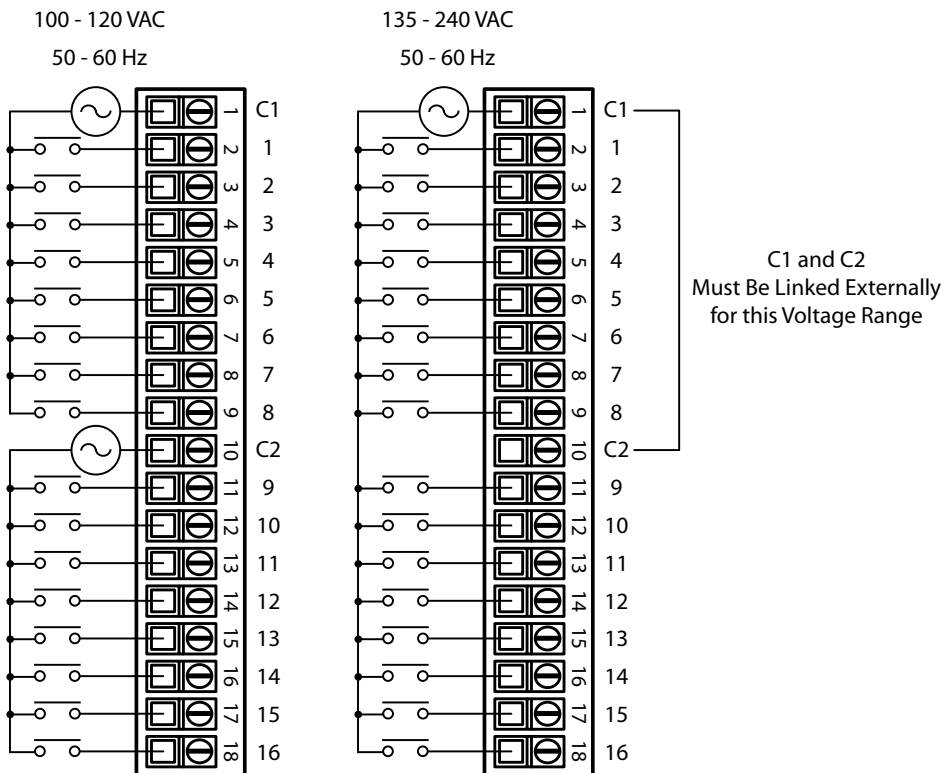 100 - 120 VAC
50 - 60 Hz
1 C1
2 1
3 2
4 3
5 4
6 5
7 6
8 7
9 8
10 C2
11 9
12 10
13 11
14 12
15 13
16 14
17 15
18 16
135 - 240 VAC
50 - 60 Hz
1 C1
2 1
3 2
4 3
5 4
6 5
7 6
8 7
9 8
10 C2
11 9
12 10
13 11
14 12
15 13
16 14
17 15
18 16
C1 and C2
Must Be Linked Externally
for this Voltage Range